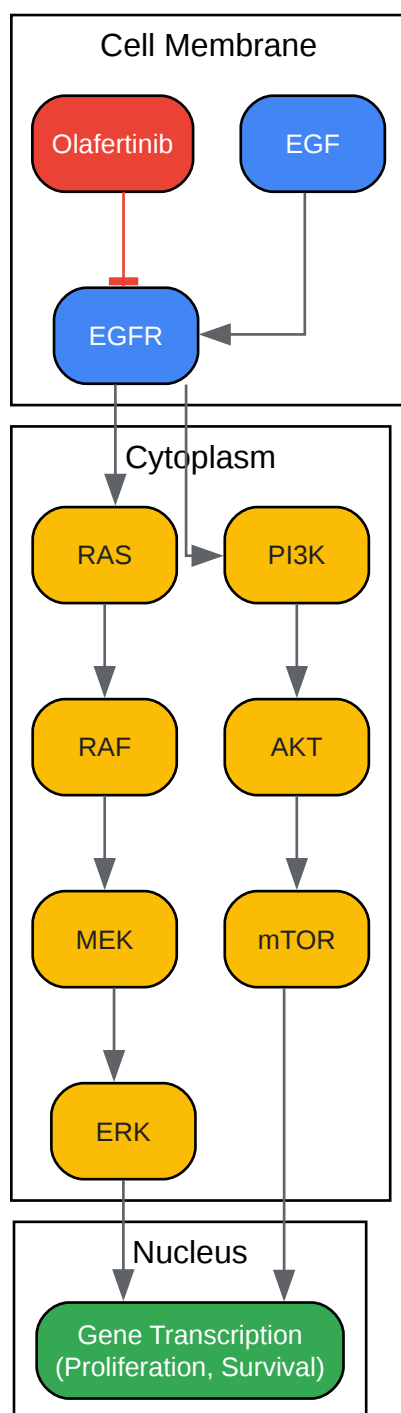 Cell Membrane
Olafertinib
EGF
EGFR
Cytoplasm
RAS
PI3K
RAF
AKT
MEK
mTOR
ERK
Nucleus
Gene Transcription
(Proliferation, Survival)